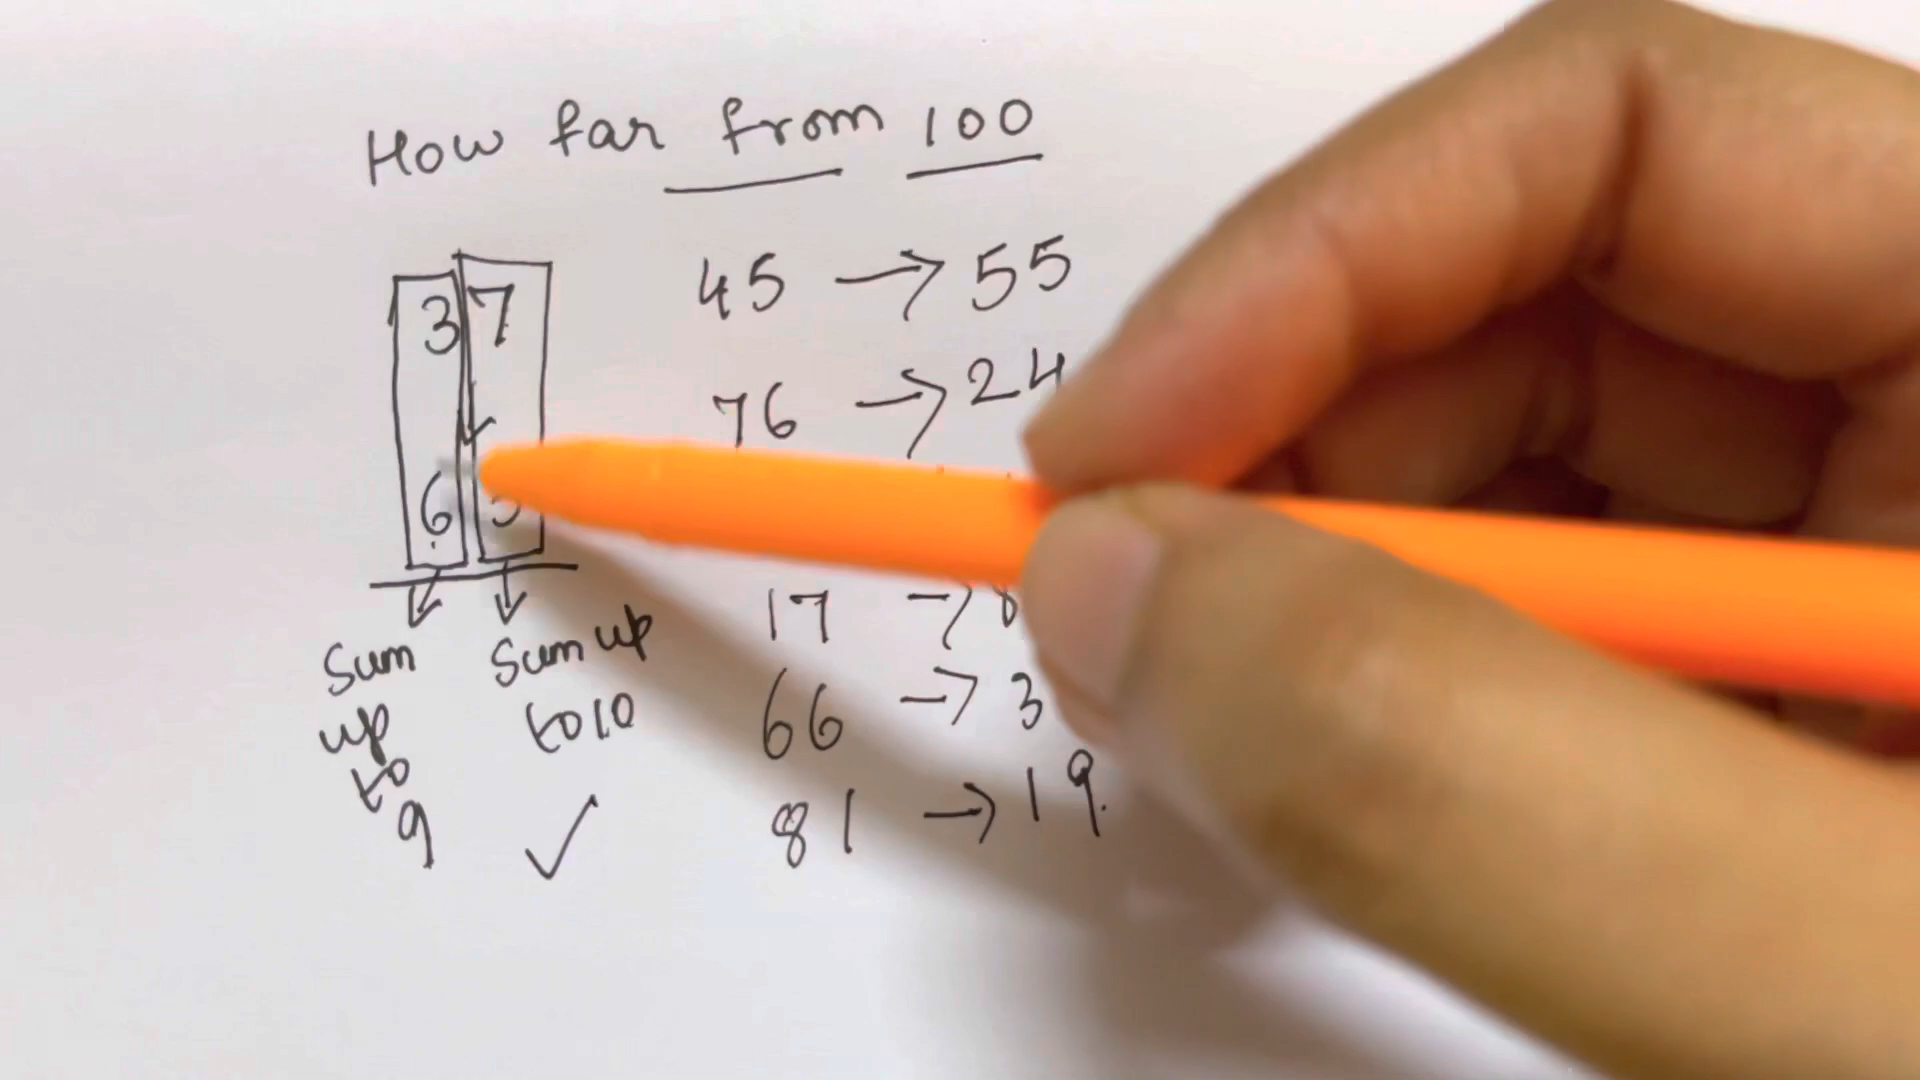 How far from 100
37
6
Sum up to 9
Sum up to 10
45 → 55
76 → 24
17 →
66 → 3
81 → 19.